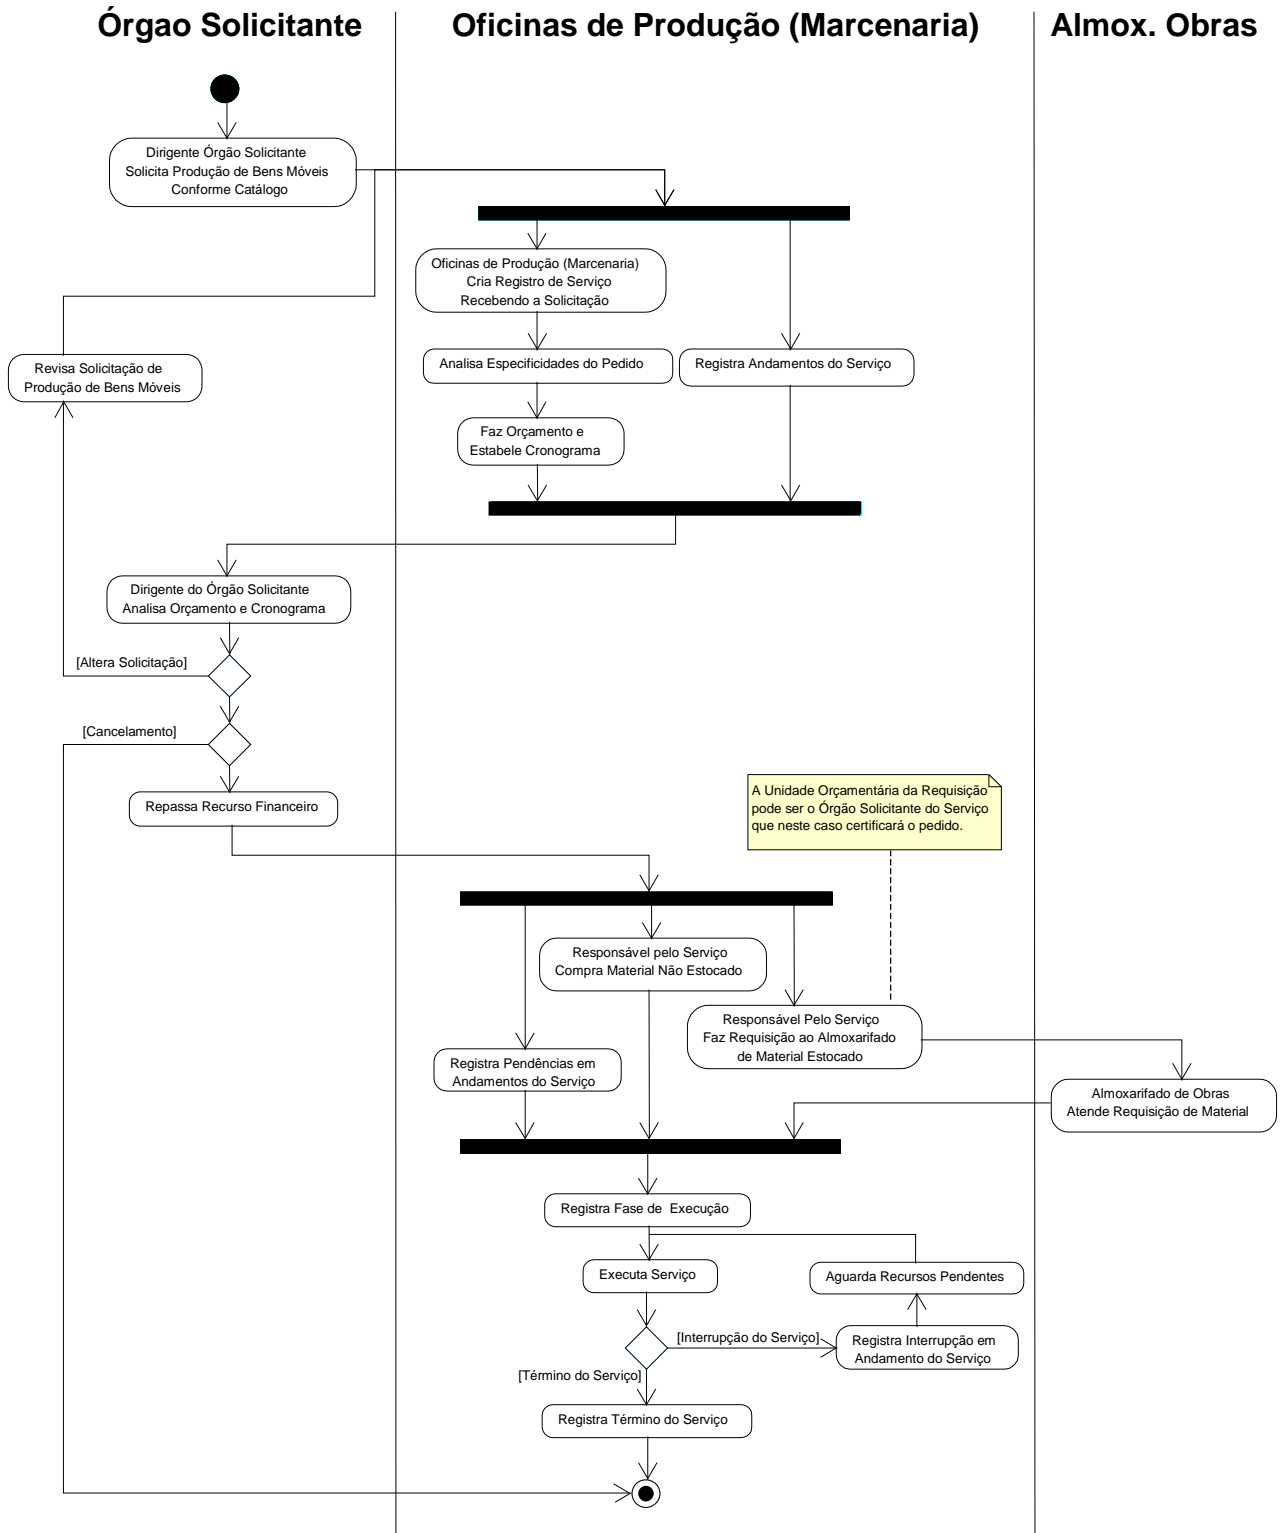 Órgao Solicitante
Oficinas de Produção (Marcenaria)
Almox. Obras
Dirigente Órgão Solicitante
Solicita Produção de Bens Móveis
Conforme Catálogo
Oficinas de Produção (Marcenaria)
Cria Registro de Serviço
Recebendo a Solicitação
Analisa Especificidades do Pedido
Registra Andamentos do Serviço
Revisa Solicitação de
Produção de Bens Móveis
Faz Orçamento e
Estabele Cronograma
Dirigente do Órgão Solicitante
Analisa Orçamento e Cronograma
[Altera Solicitação]
[Cancelamento]
Repassa Recurso Financeiro
A Unidade Orçamentária da Requisição
pode ser o Órgão Solicitante do Serviço
que neste caso certificará o pedido.
Responsável pelo Serviço
Compra Material Não Estocado
Responsável Pelo Serviço
Faz Requisição ao Almoxarifado
de Material Estocado
Registra Pendências em
Andamentos do Serviço
Almoxarifado de Obras
Atende Requisição de Material
Registra Fase de  Execução
Executa Serviço
Aguarda Recursos Pendentes
[Interrupção do Serviço]
Registra Interrupção em
Andamento do Serviço
[Término do Serviço]
Registra Término do Serviço